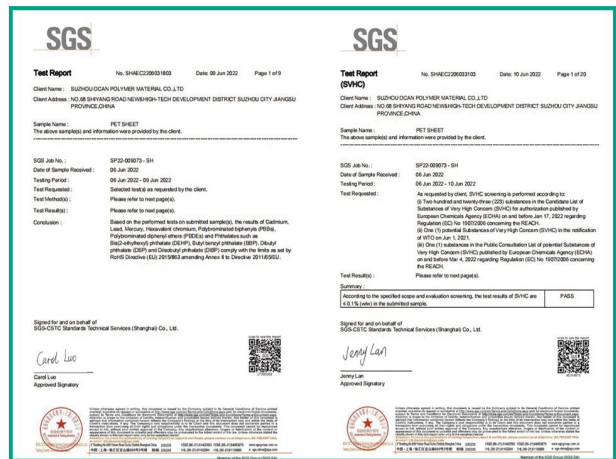 SGS
Test Report No. SHAEC2206031803 Date: 09 Jun 2022 Page 1 of 9
Client Name : SUZHOU OCAN POLYMER MATERIAL CO.,LTD
Client Address : NO.68 SHIYANG ROAD NEW&HIGH-TECH DEVELOPMENT DISTRICT SUZHOU CITY JIANGSU
PROVINCE,CHINA
Sample Name : PET SHEET
The above sample(s) and information were provided by the client.
SGS Job No. : SP22-009073 - SH
Date of Sample Received : 06 Jun 2022
Testing Period : 06 Jun 2022 - 09 Jun 2022
Test Requested : Selected test(s) as requested by the client.
Test Method(s) : Please refer to next page(s).
Test Result(s) : Please refer to next page(s).
Conclusion : Based on the performed tests on submitted sample(s), the results of Cadmium,
Lead, Mercury, Hexavalent chromium, Polybrominated biphenyls (PBBs),
Polybrominated diphenyl ethers (PBDEs) and Phthalates such as
Bis(2-ethylhexyl) phthalate (DEHP), Butyl benzyl phthalate (BBP), Dibutyl
phthalate (DBP) and Diisobutyl phthalate (DIBP) comply with the limits as set by
RoHS Directive (EU) 2015/863 amending Annex II to Directive 2011/65/EU.
Signed for and on behalf of
SGS-CSTC Standards Technical Services (Shanghai) Co., Ltd.
Carol Luo
Carol Luo
Approved Signatory
SGS
Test Report No. SHAEC2206033103 Date: 10 Jun 2022 Page 1 of 20
(SVHC)
Client Name : SUZHOU OCAN POLYMER MATERIAL CO.,LTD
Client Address : NO.68 SHIYANG ROAD NEW&HIGH-TECH DEVELOPMENT DISTRICT SUZHOU CITY JIANGSU
PROVINCE,CHINA
Sample Name : PET SHEET
The above sample(s) and information were provided by the client.
SGS Job No. : SP22-009073 - SH
Date of Sample Received : 06 Jun 2022
Testing Period : 06 Jun 2022 - 10 Jun 2022
Test Requested : As requested by client, SVHC screening is performed according to:
(i) Two hundred and twenty-three (223) substances in the Candidate List of
Substances of Very High Concern (SVHC) for authorization published by
European Chemicals Agency (ECHA) on and before Jan 17, 2022 regarding
Regulation (EC) No 1907/2006 concerning the REACH.
(ii) One (1) potential Substances of Very High Concern (SVHC) in the notification
of WTO on Jun 1, 2021.
(iii) One (1) substances in the Public Consultation List of potential Substances of
Very High Concern (SVHC) published by European Chemicals Agency (ECHA)
on and before Mar 4, 2022 regarding Regulation (EC) No 1907/2006 concerning
the REACH.
Test Result(s) : Please refer to next page(s).
Summary :
According to the specified scope and evaluation screening, the test results of SVHC are PASS
≤ 0.1% (w/w) in the submitted sample.
Signed for and on behalf of
SGS-CSTC Standards Technical Services (Shanghai) Co., Ltd.
Jenny Lan
Jenny Lan
Approved Signatory